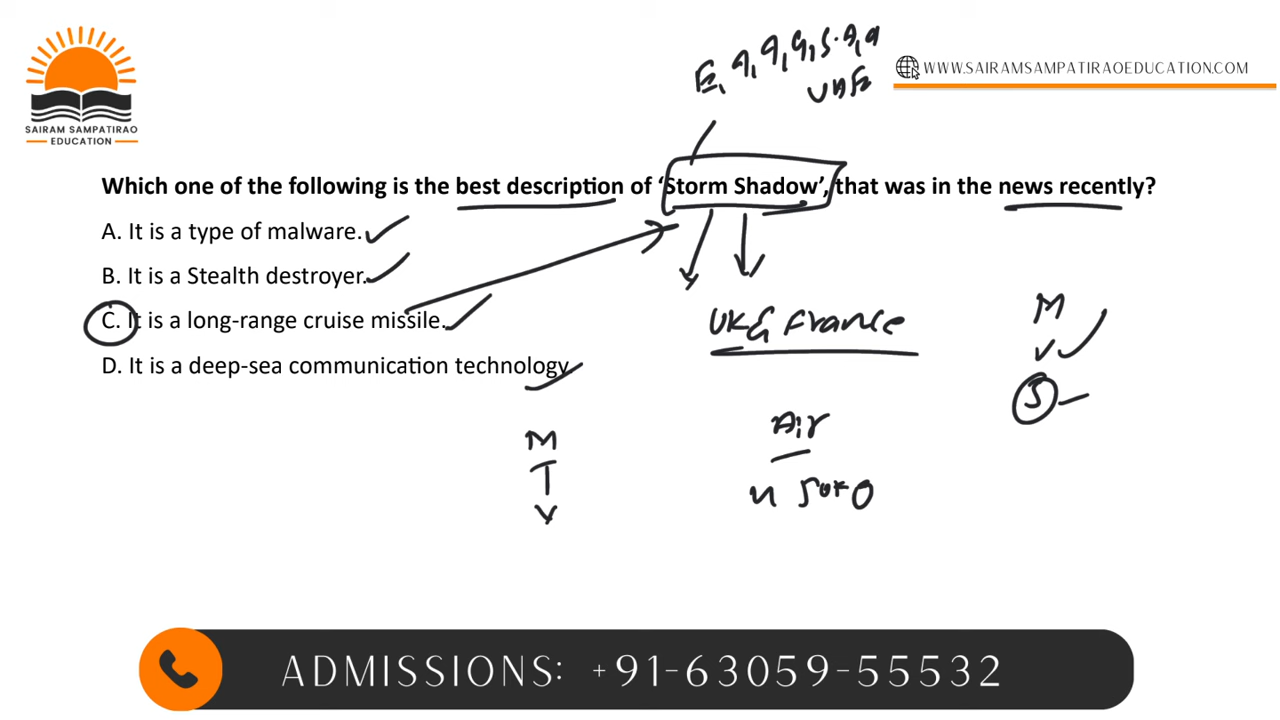 WWW.SAIRAMSAMPATIRAOEDUCATION.COM
SAIRAM SAMPATIRAO
EDUCATION
Which one of the following is the best description of ‘Storm Shadow’, that was in the news recently?
A. It is a type of malware.
B. It is a Stealth destroyer.
C. It is a long-range cruise missile.
D. It is a deep-sea communication technology
UK & France
M
V
S
Air
M
T
V
ADMISSIONS: +91-63059-55532